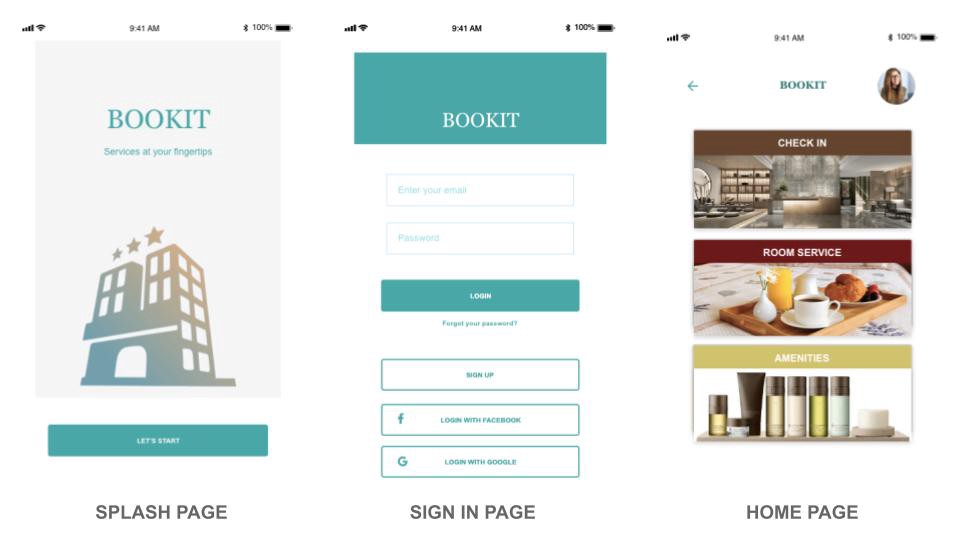 9:41 AM
100%
BOOKIT
Services at your fingertips
LET'S START
SPLASH PAGE
9:41 AM
100%
BOOKIT
Enter your email
Password
LOGIN
Forgot your password?
SIGN UP
LOGIN WITH FACEBOOK
LOGIN WITH GOOGLE
SIGN IN PAGE
9:41 AM
100%
BOOKIT
CHECK IN
ROOM SERVICE
AMENITIES
HOME PAGE